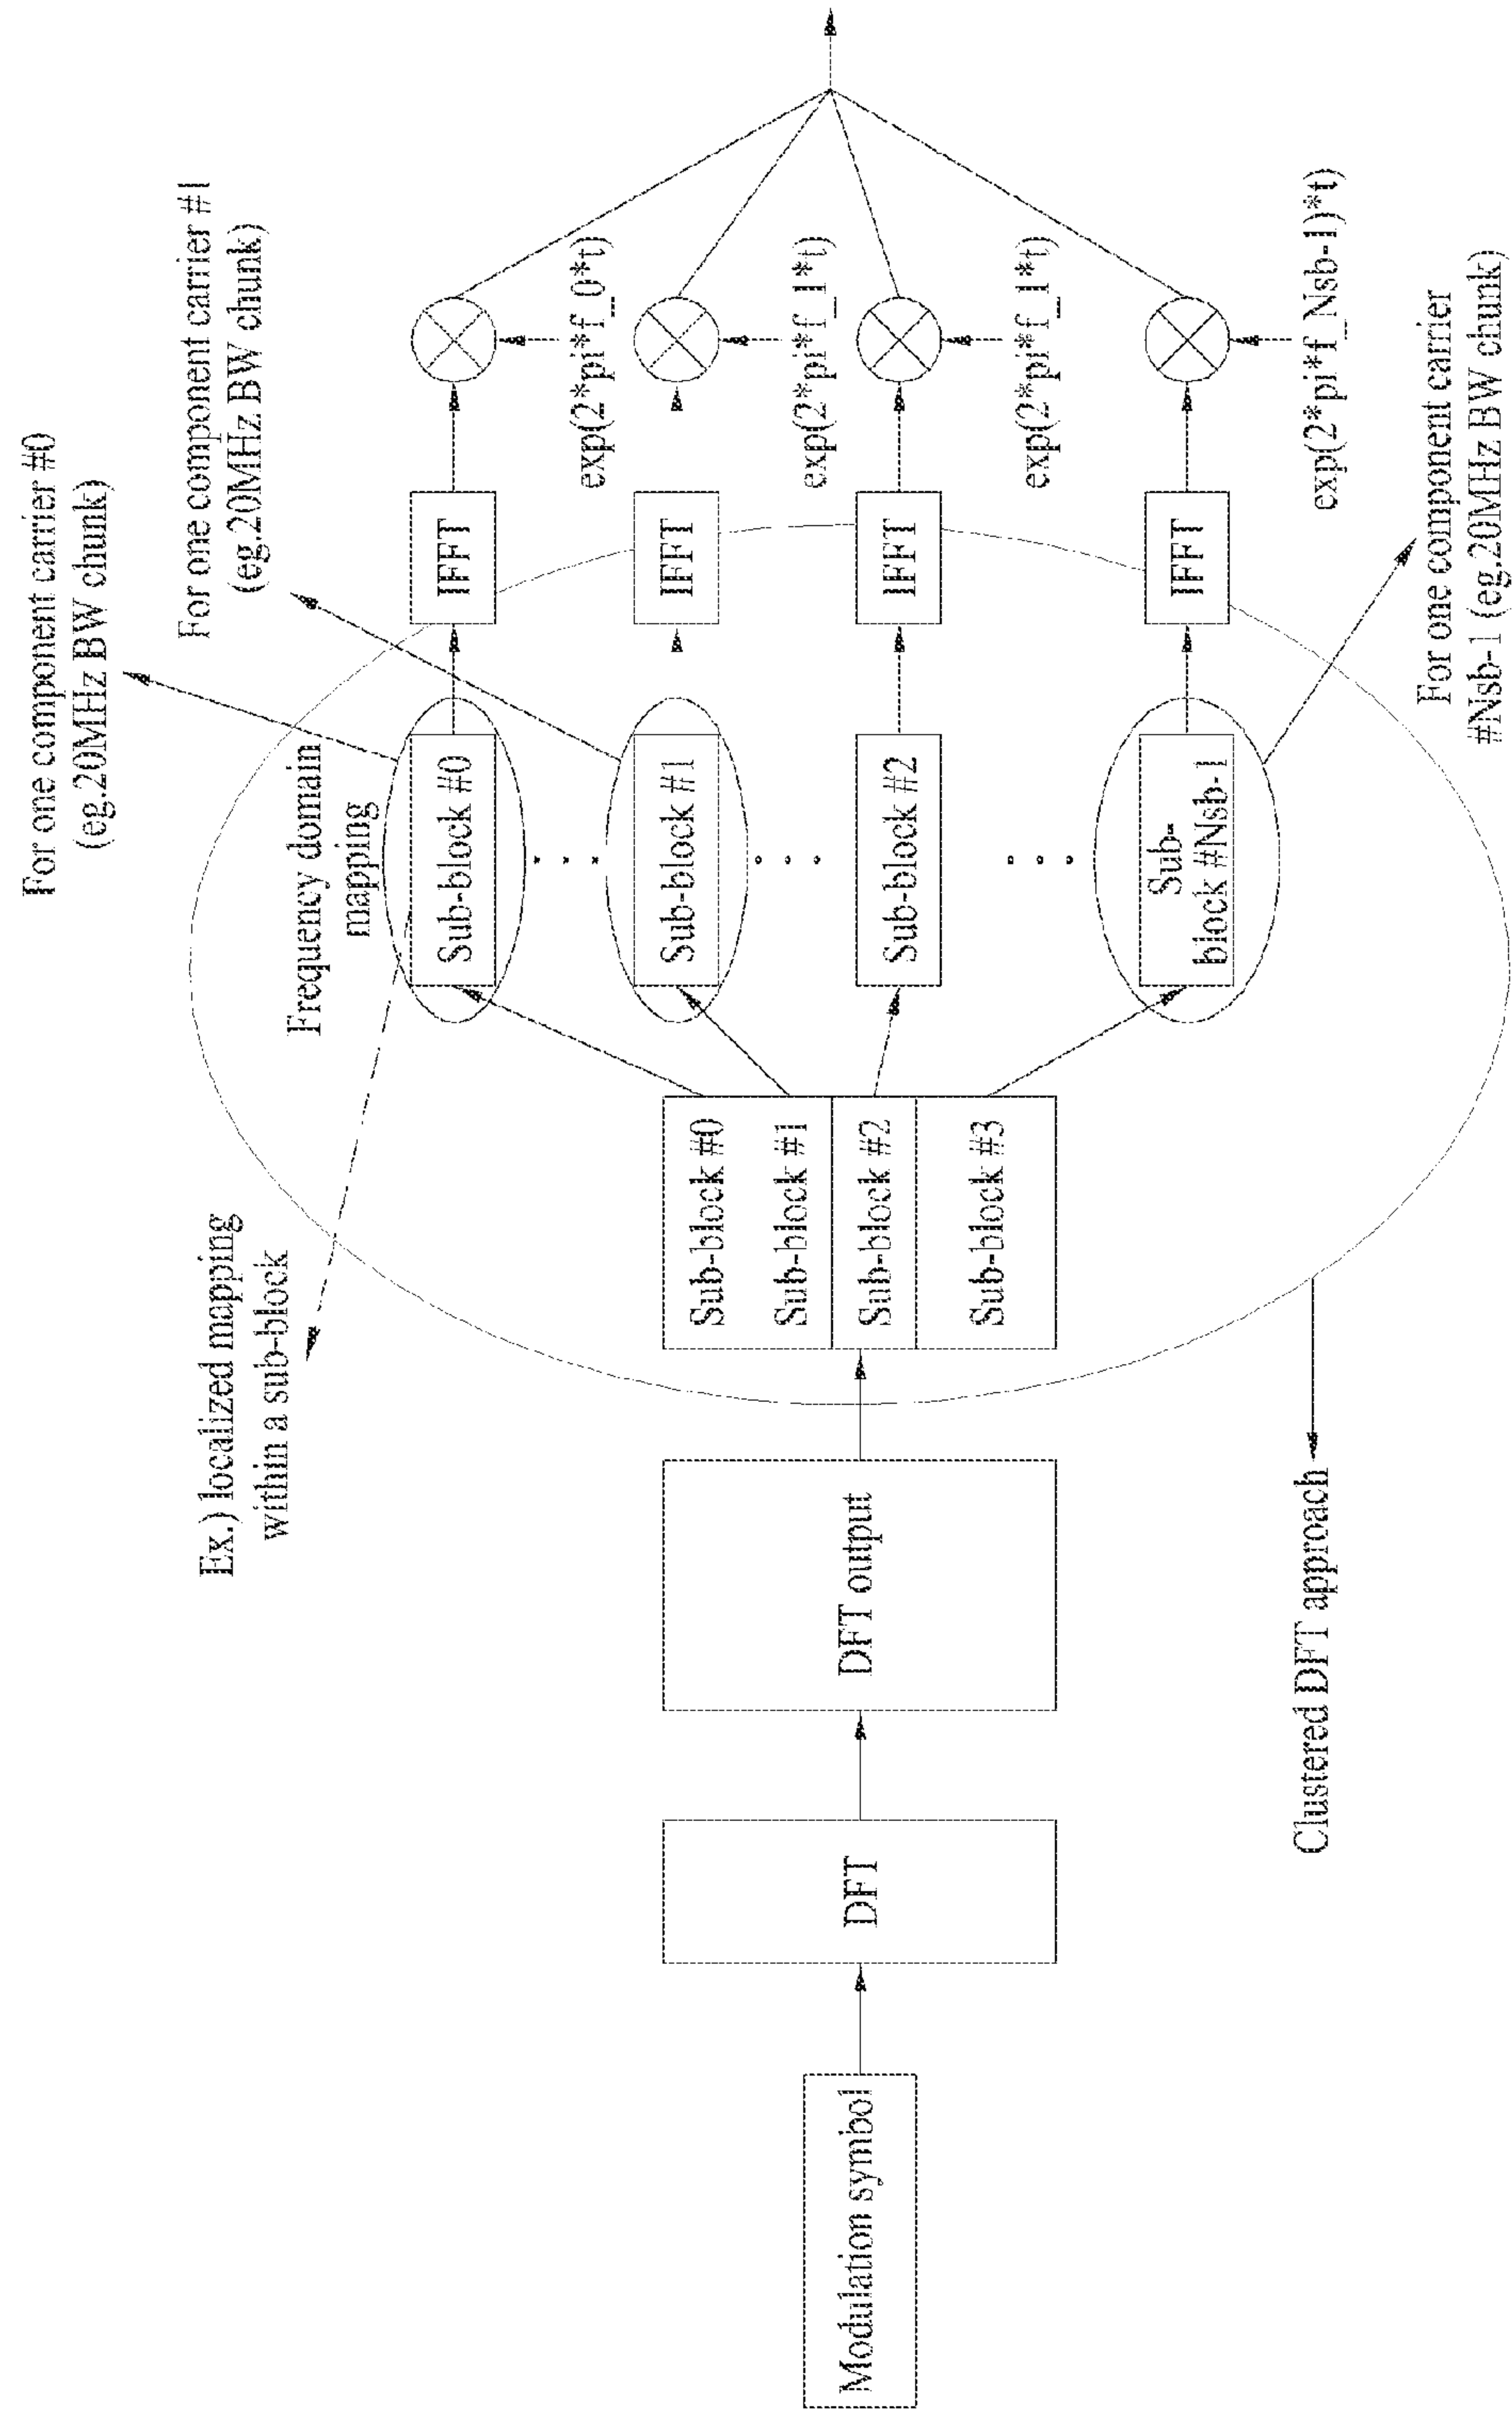 Modulation symbol
DFT
DFT output
Sub-block #0
Sub-block #1
Sub-block #2
Sub-block #3
Ex.) localized mapping
within a sub-block
Clustered DFT approach
Frequency domain
mapping
Sub-block #0
Sub-block #1
Sub-block #2
Sub-
block #Nsb-1
For one component carrier #0
(eg.20MHz BW chunk)
For one component carrier #1
(eg.20MHz BW chunk)
For one component carrier
#Nsb-1 (eg.20MHz BW chunk)
IFFT
IFFT
IFFT
IFFT
exp(2*pi*f_0*t)
exp(2*pi*f_1*t)
exp(2*pi*f_1*t)
exp(2*pi*f_Nsb-1)*t)